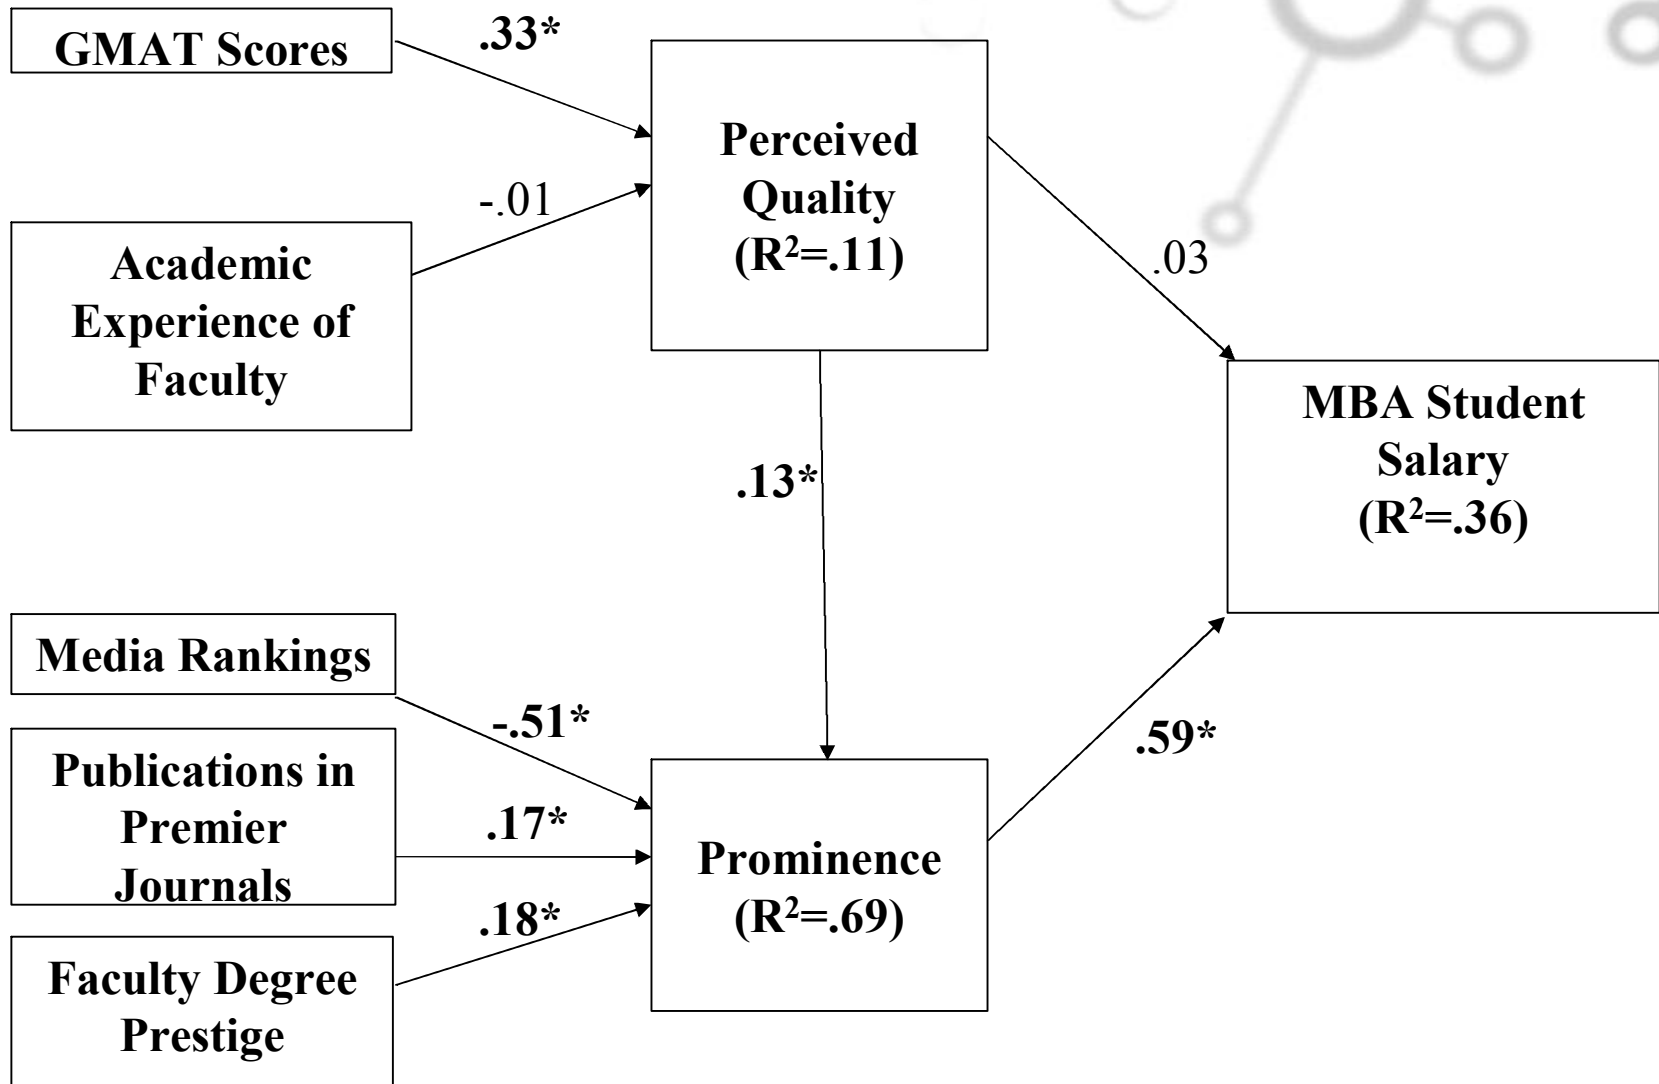 GMAT Scores
.33*
Perceived
Quality
(R²=.11)
-.01
Academic
Experience of
Faculty
.03
MBA Student
Salary
(R²=.36)
.13*
Media Rankings
-.51*
Publications in
Premier
Journals
.17*
Prominence
(R²=.69)
.59*
.18*
Faculty Degree
Prestige